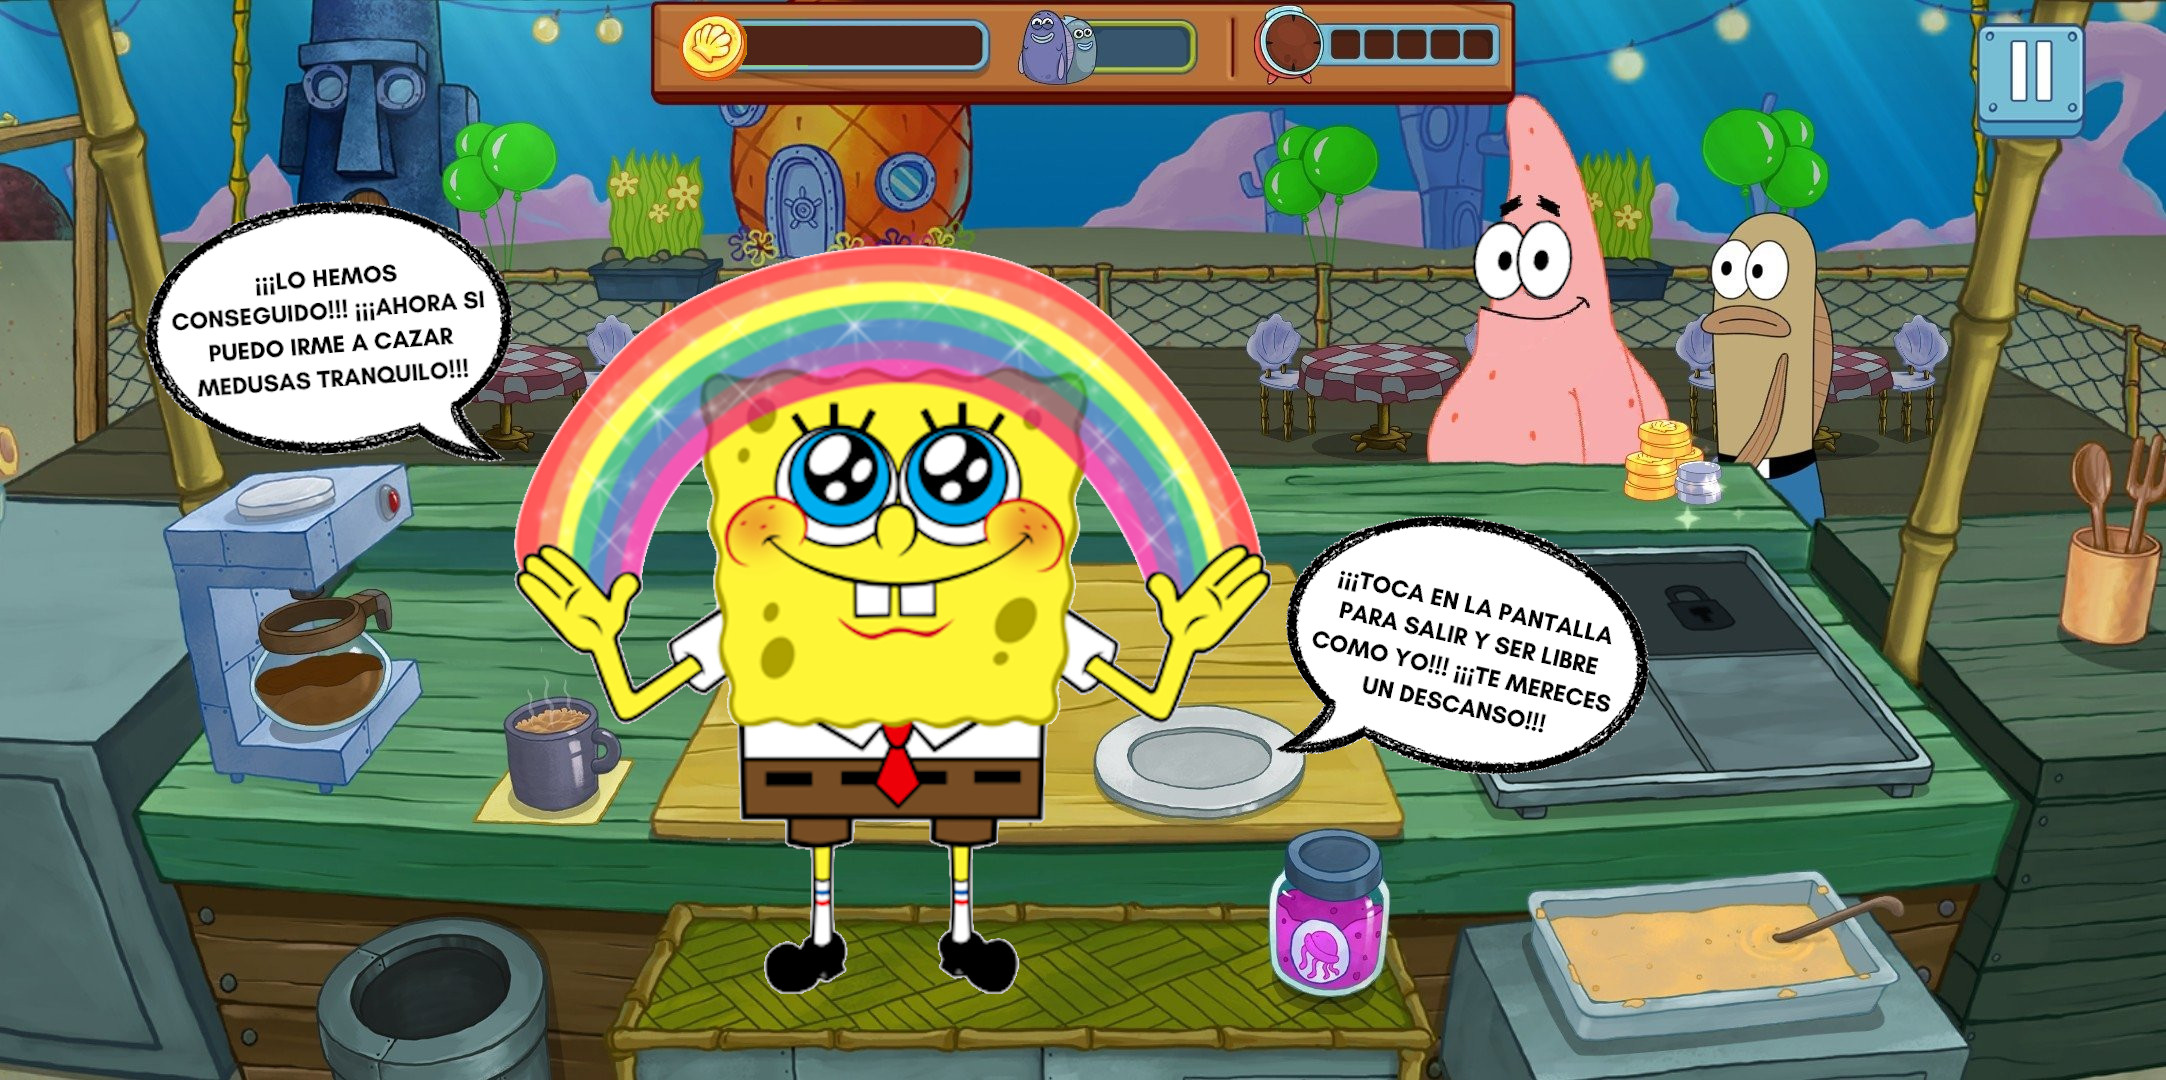 ¡¡¡LO HEMOS
CONSEGUIDO!!! ¡¡¡AHORA SI
PUEDO IRME A CAZAR
MEDUSAS TRANQUILO!!!
¡¡¡TOCA EN LA PANTALLA
PARA SALIR Y SER LIBRE
COMO YO!!! ¡¡¡TE MERECES
UN DESCANSO!!!